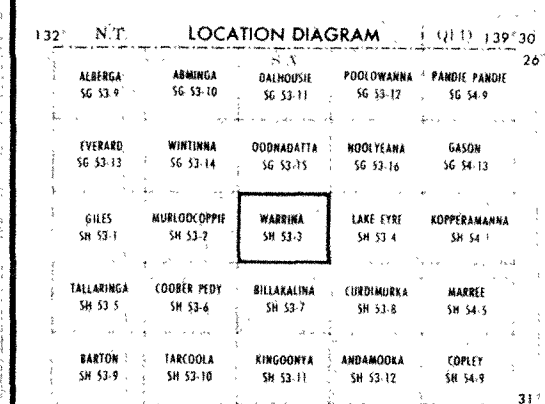 132° N.T. LOCATION DIAGRAM QLD 139°30
S A 26°
ALBERGA ABMINGA DALHOUSIE POOLOWANNA PANDIE PANDIE
SG 53-9 SG 53-10 SG 53-11 SG 53-12 SG 54-9
EVERARD WINTINNA OODNADATTA NOOLYEANA GASON
SG 53-13 SG 53-14 SG 53-15 SG 53-16 SG 54-13
GILES MURLOOCOPPIE WARRINA LAKE EYRE KOPPERAMANNA
SH 53-1 SH 53-2 SH 53-3 SH 53 4 SH 54 1
TALLARINGA COOBER PEDY BILLAKALINA CURDIMURKA MARREE
SH 53 5 SH 53-6 SH 53-7 SH 53-8 SH 54-5
BARTON TARCOOLA KINGOONYA ANDAMOOKA COPLEY
SH 53-9 SH 53-10 SH 53-11 SH 53-12 SH 54-9
31°